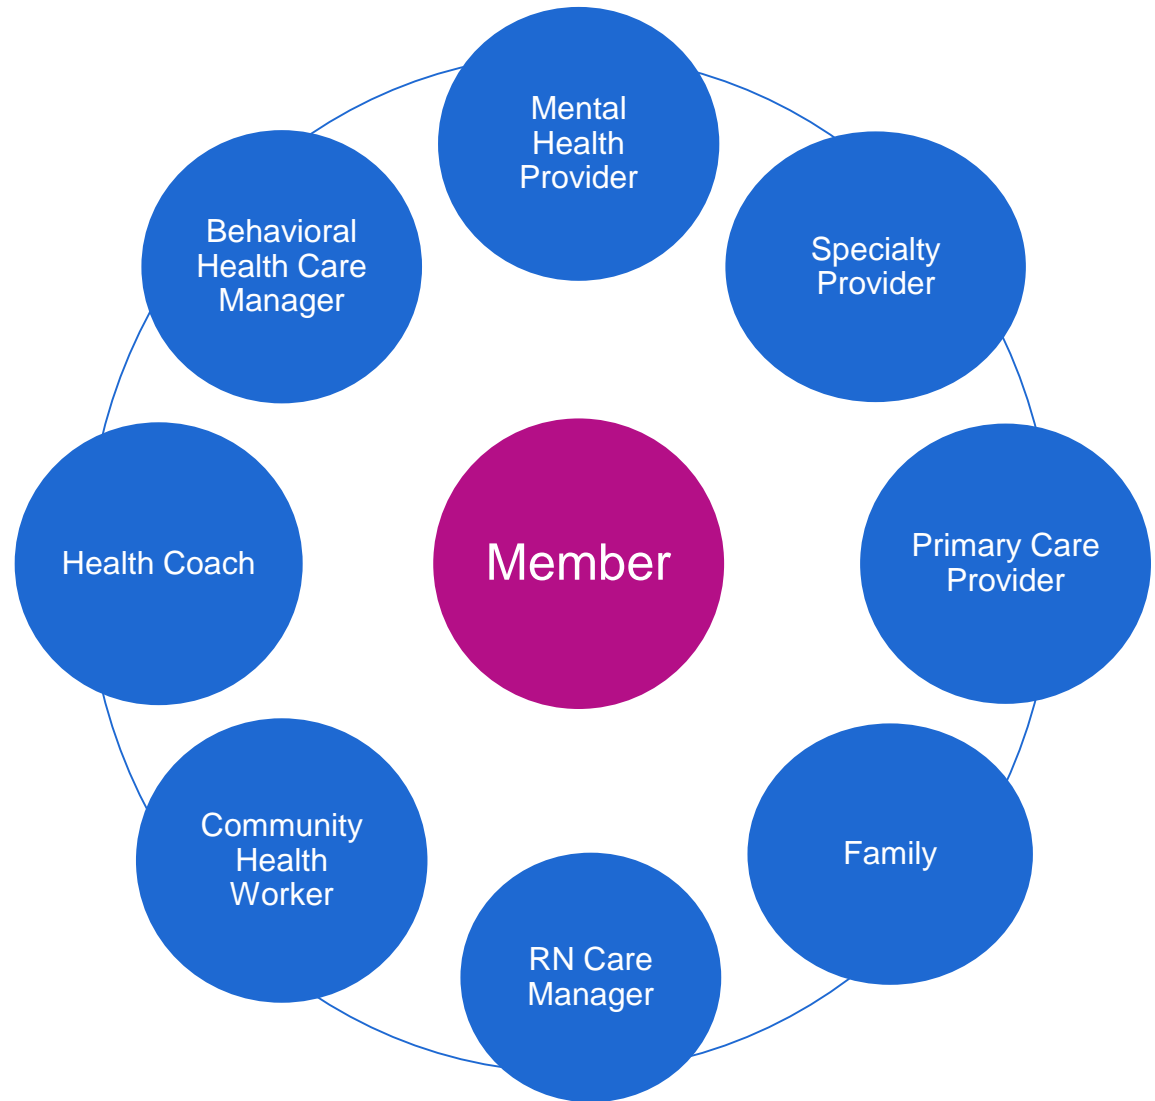 Mental
Health
Provider
Specialty
Provider
Primary Care
Provider
Family
RN Care
Manager
Community
Health
Worker
Health Coach
Behavioral
Health Care
Manager
Member